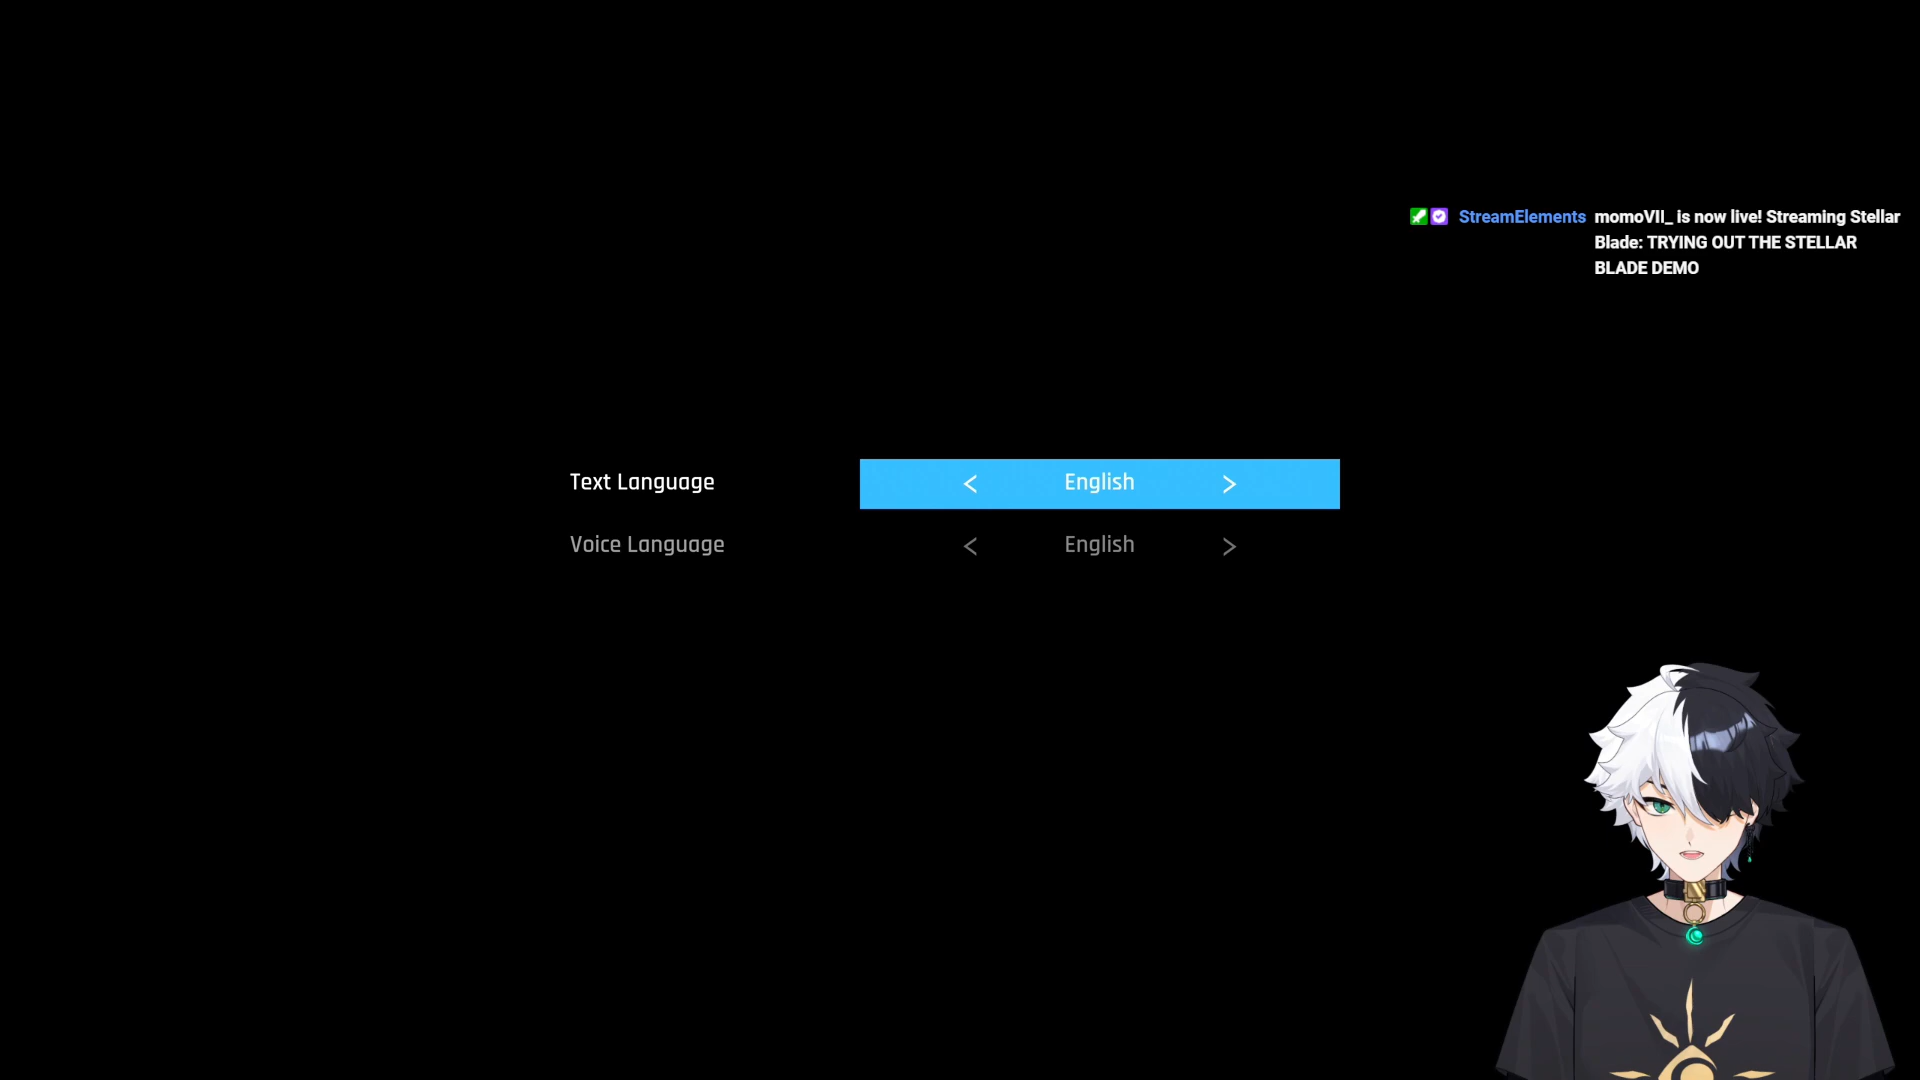 StreamElements momoVII_ is now live! Streaming Stellar
Blade: TRYING OUT THE STELLAR
BLADE DEMO
Text Language < English >
Voice Language < English >